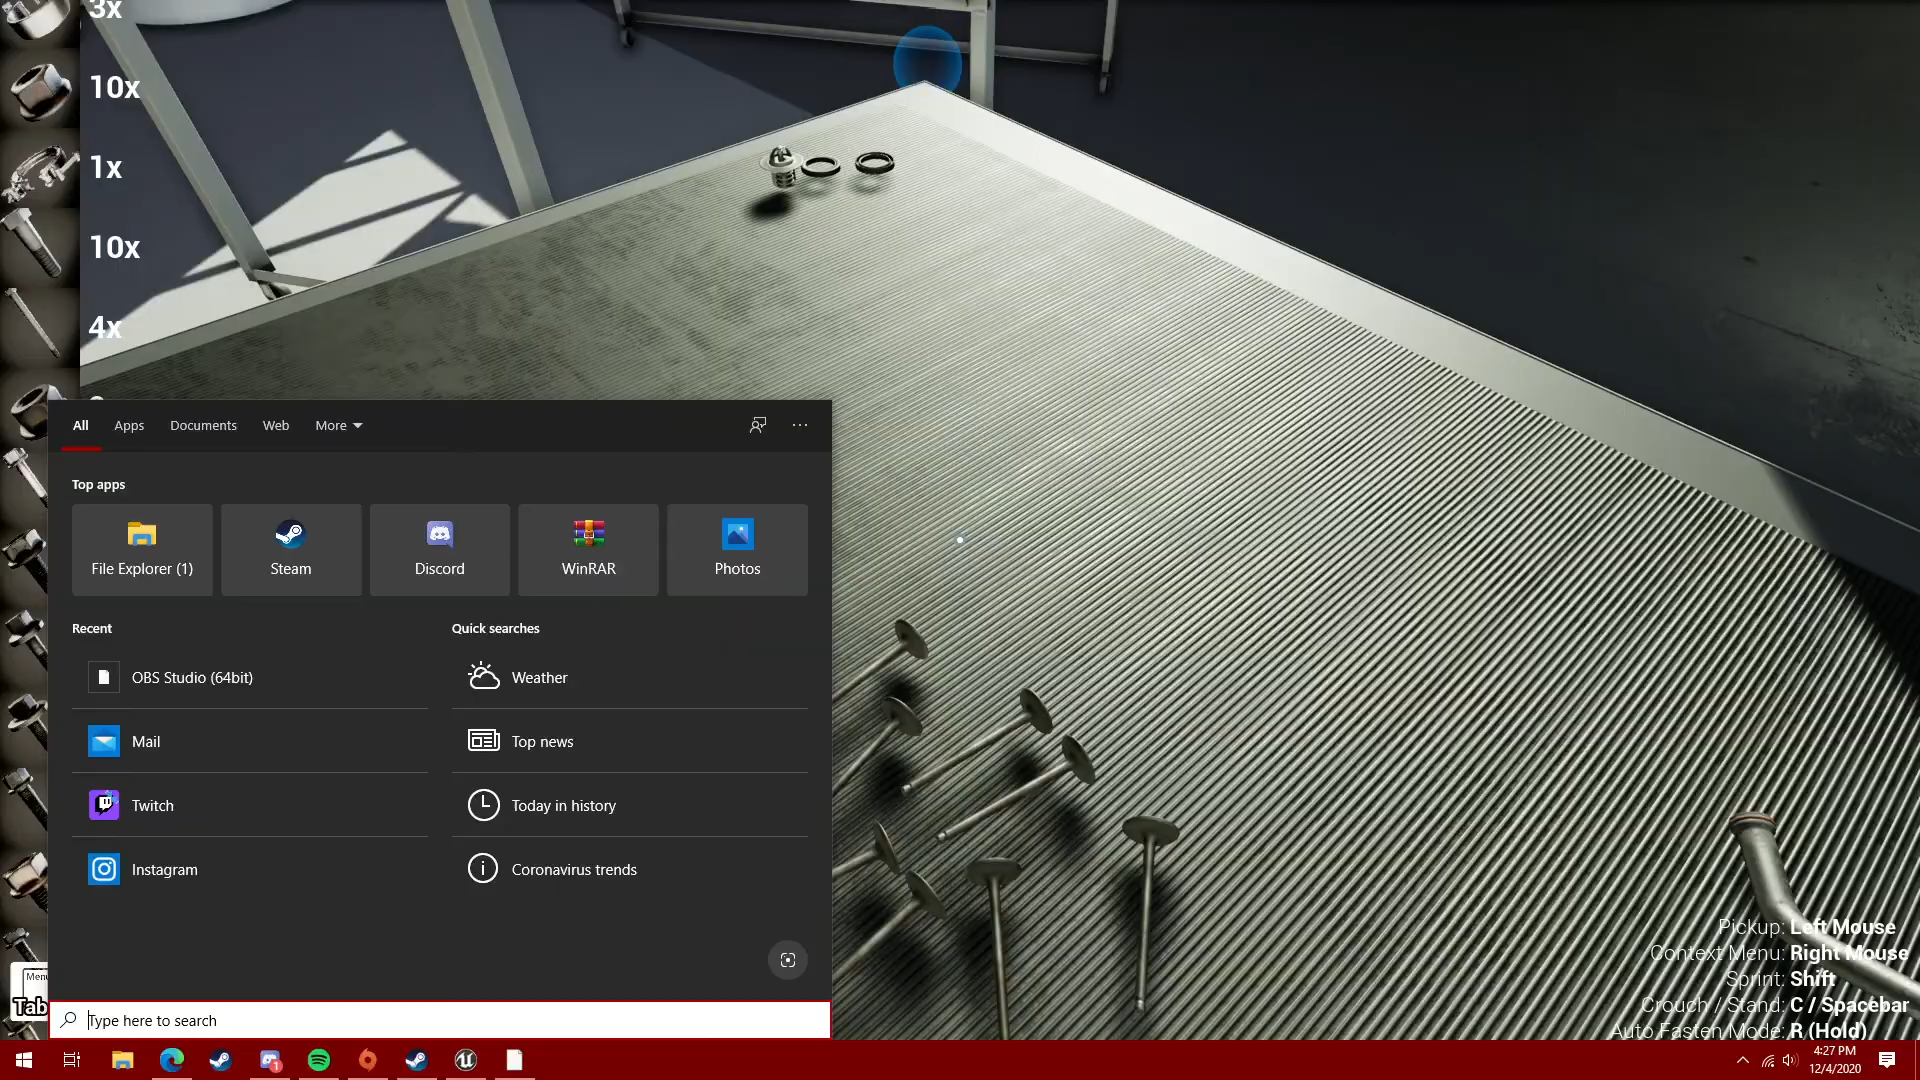 3x
10x
1x
10x
4x
All
Apps
Documents
Web
More
Top apps
File Explorer (1)
Steam
Discord
WinRAR
Photos
Recent
Quick searches
OBS Studio (64bit)
Weather
Mail
Top news
Twitch
Today in history
Instagram
Coronavirus trends
Menu
Tab
Type here to search
Pickup: Left Mouse
Context Menu: Right Mouse
Sprint: Shift
Crouch / Stand: C / Spacebar
Auto Fasten Mode: R (Hold)
1
4:27 PM
12/4/2020